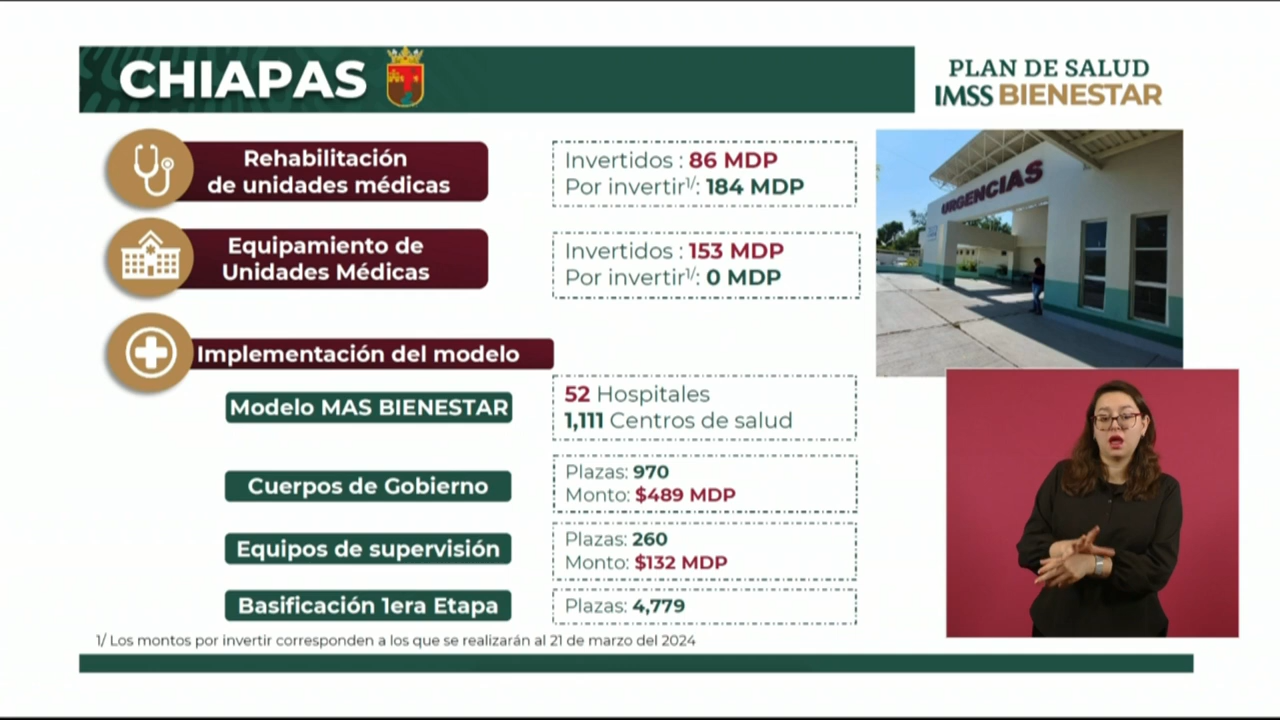 CHIAPAS
PLAN DE SALUD
IMSS BIENESTAR
Rehabilitación
de unidades médicas
Invertidos : 86 MDP
Por invertir1/: 184 MDP
URGENCIAS
Equipamiento de
Unidades Médicas
Invertidos : 153 MDP
Por invertir1/: 0 MDP
Implementación del modelo
Modelo MAS BIENESTAR
52 Hospitales
1,111 Centros de salud
Cuerpos de Gobierno
Plazas: 970
Monto: $489 MDP
Equipos de supervisión
Plazas: 260
Monto: $132 MDP
Basificación 1era Etapa
Plazas: 4,779
1/ Los montos por invertir corresponden a los que se realizarán al 21 de marzo del 2024